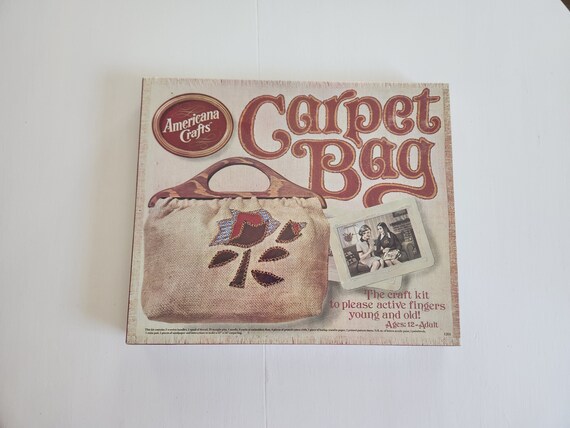 Americana
Crafts
Carpet
Bag
The craft kit
to please active fingers
young and old!
Ages: 12-Adult